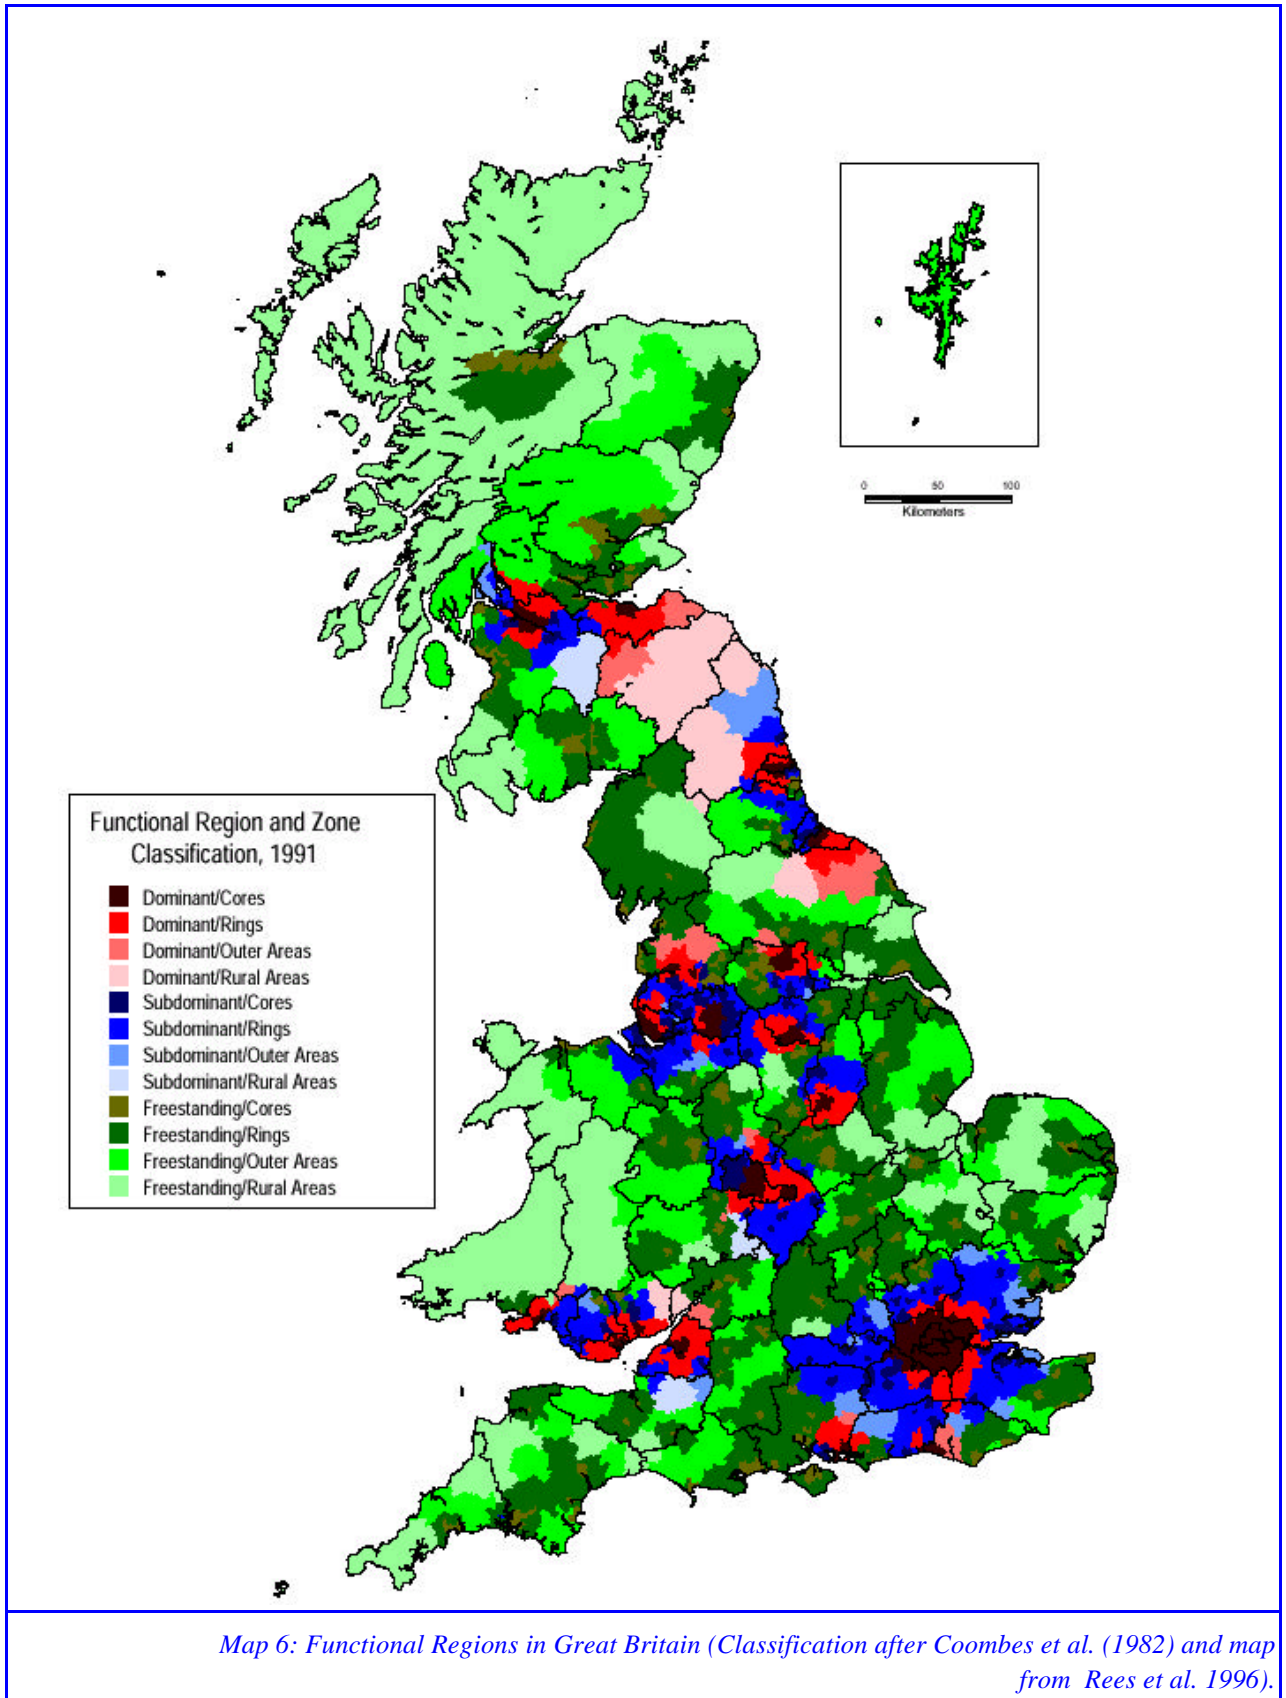 0 50 100
Kilometers
Functional Region and Zone
Classification, 1991
Dominant/Cores
Dominant/Rings
Dominant/Outer Areas
Dominant/Rural Areas
Subdominant/Cores
Subdominant/Rings
Subdominant/Outer Areas
Subdominant/Rural Areas
Freestanding/Cores
Freestanding/Rings
Freestanding/Outer Areas
Freestanding/Rural Areas
Map 6: Functional Regions in Great Britain (Classification after Coombes et al. (1982) and map
from Rees et al. 1996).